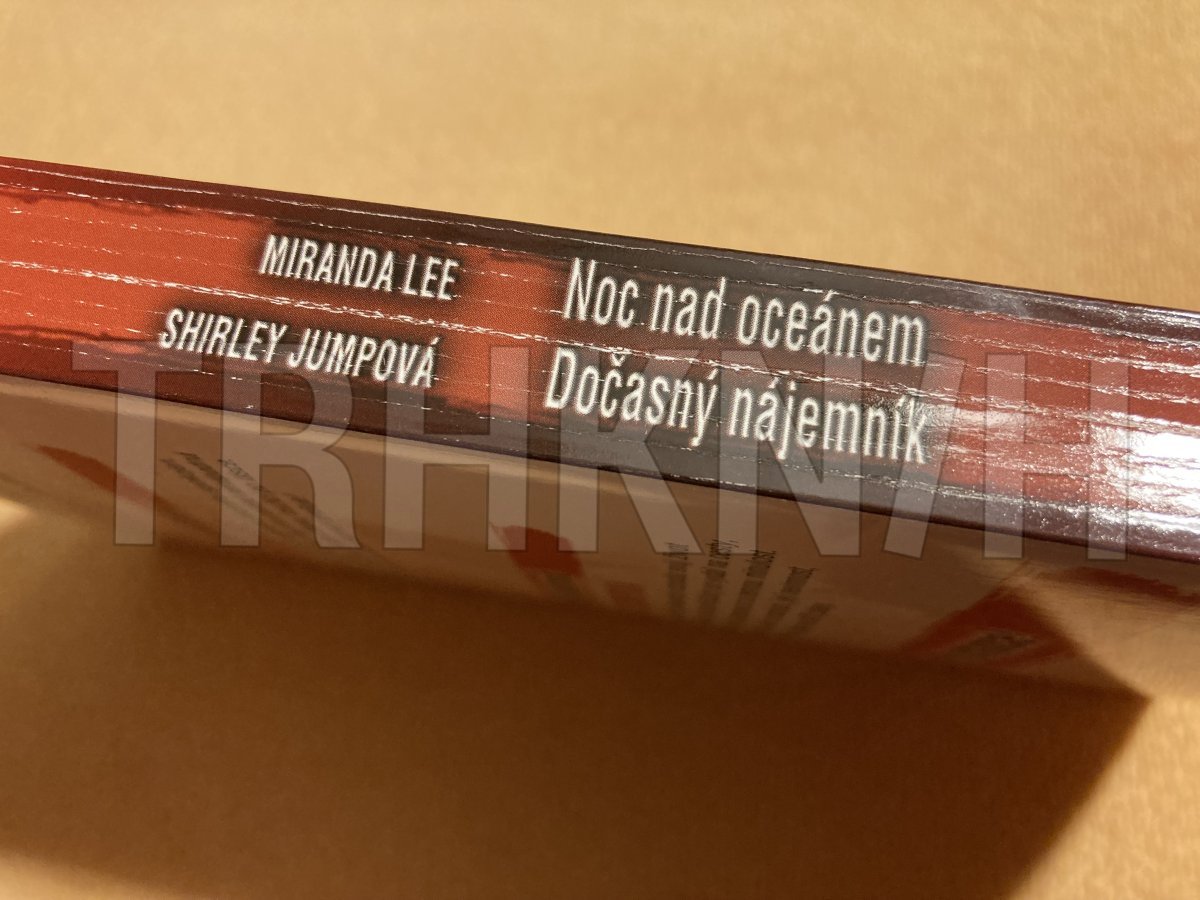 MIRANDA LEE
Noc nad oceánem
SHIRLEY JUMPOVÁ
Dočasný nájemník
TRHKNIH